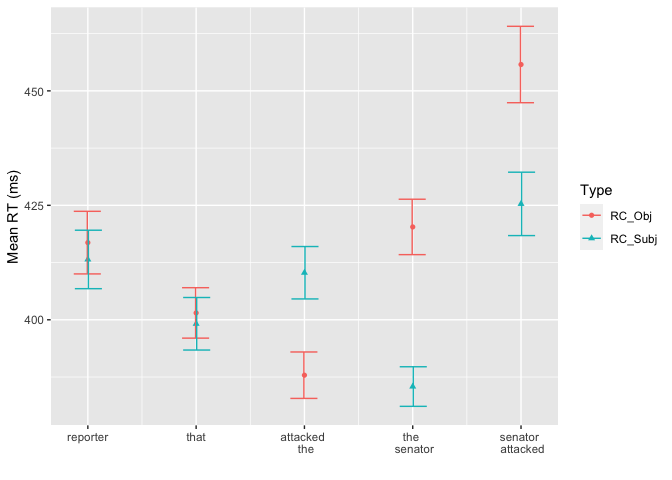 450
425
400
Mean RT (ms)
reporter
that
attacked
the
the
senator
senator
attacked
Type
RC_Obj
RC_Subj